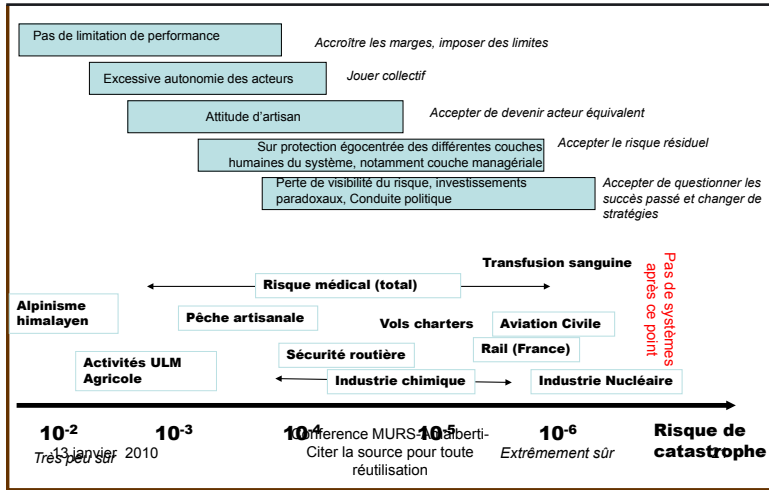 Pas de limitation de performance
Accroître les marges, imposer des limites
Excessive autonomie des acteurs
Jouer collectif
Attitude d'artisan
Accepter de devenir acteur équivalent
Sur protection égocentrée des différentes couches
humaines du système, notamment couche managériale
Accepter le risque résiduel
Perte de visibilité du risque, investissements
paradoxaux, Conduite politique
Accepter de questionner les
succès passé et changer de
stratégies
Transfusion sanguine
Pas de systèmes
après ce point
Risque médical (total)
Alpinisme
himalayen
Pêche artisanale
Vols charters
Aviation Civile
Rail (France)
Sécurité routière
Activités ULM
Agricole
Industrie chimique
Industrie Nucléaire
10-2
10-3
10-4
10-5
10-6
Risque de
catastrophe
Très peu sûr
13 janvier 2010
Conference MURS-Amalberti-
Citer la source pour toute
réutilisation
Extrêmement sûr